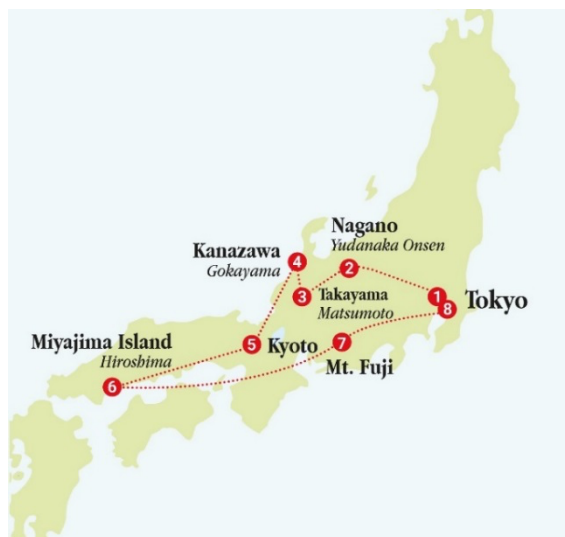 Nagano
Yudanaka Onsen
Kanazawa
Gokayama
4
2
3
Takayama
Matsumoto
1
8
Tokyo
Miyajima Island
Hiroshima
5
Kyoto
7
Mt. Fuji
6